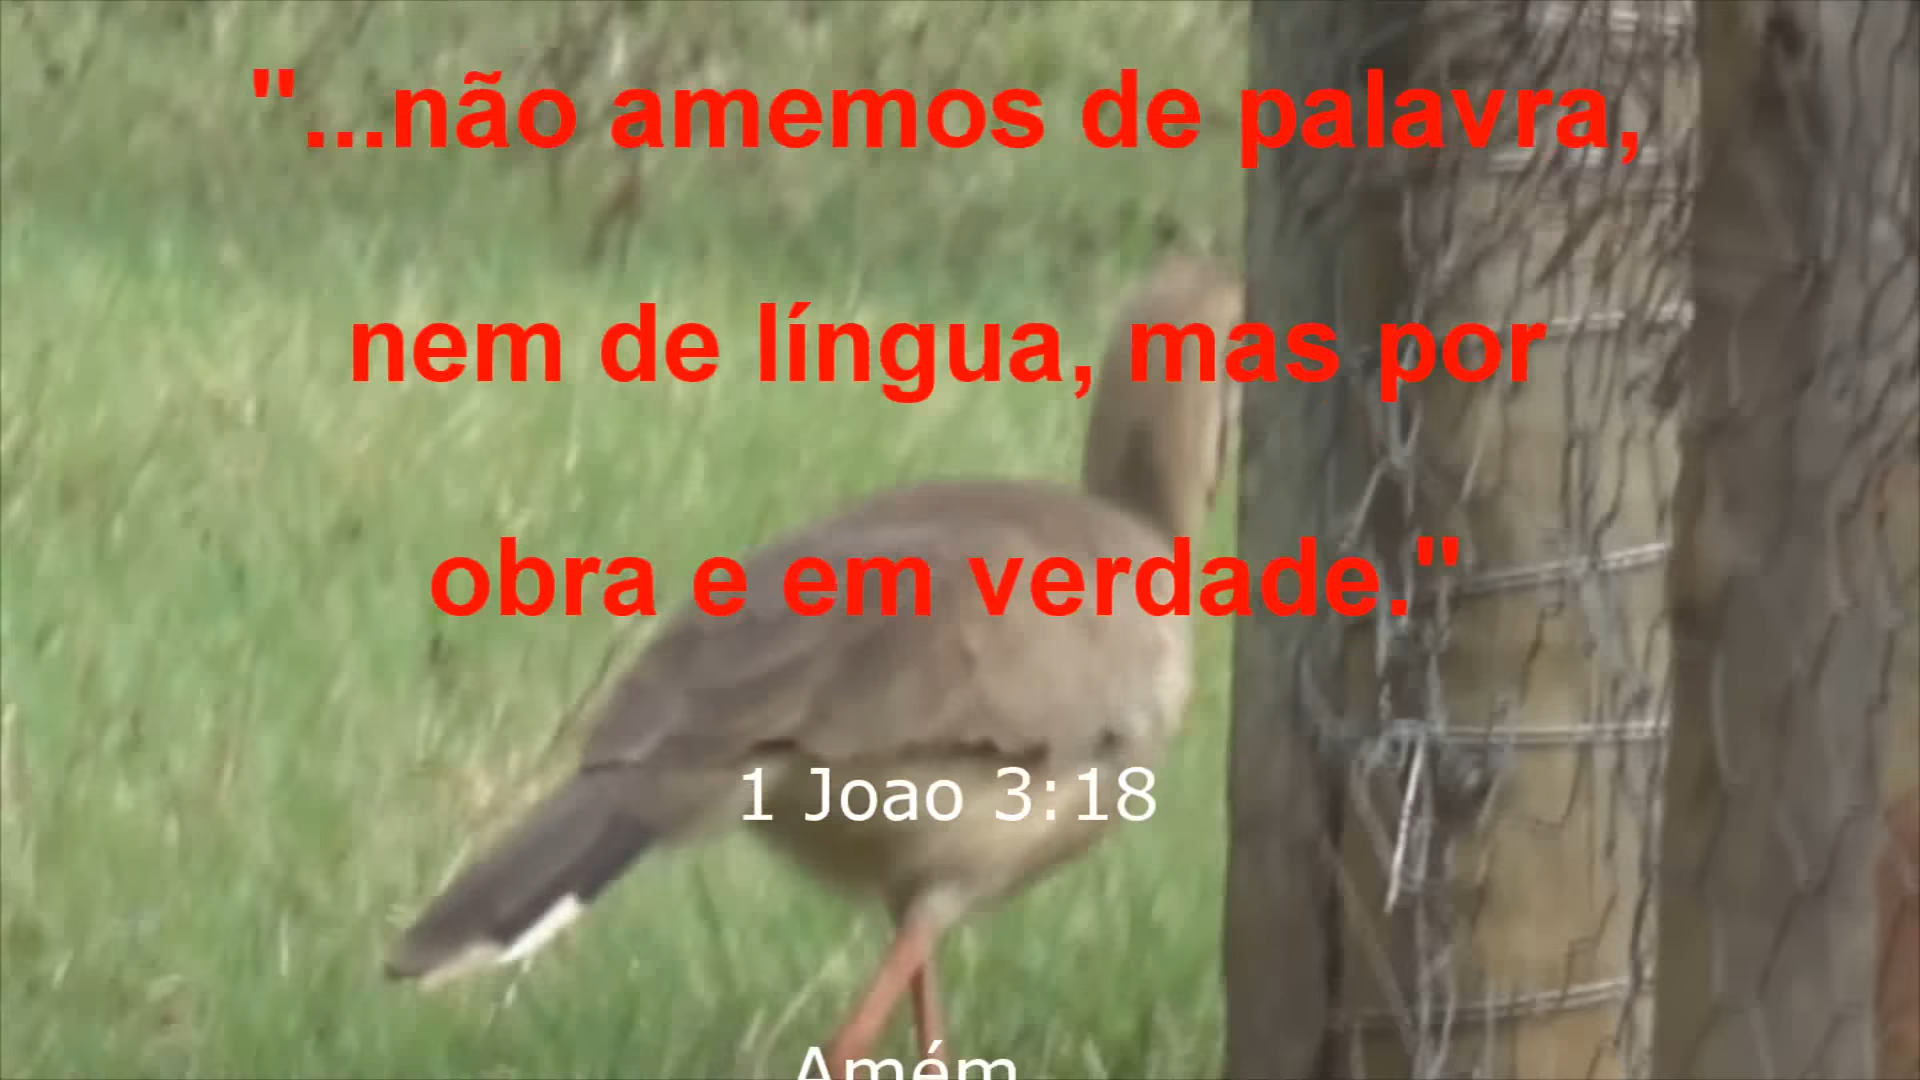 "...não amemos de palavra,
nem de língua, mas por
obra e em verdade."
1 Joao 3:18
Amém